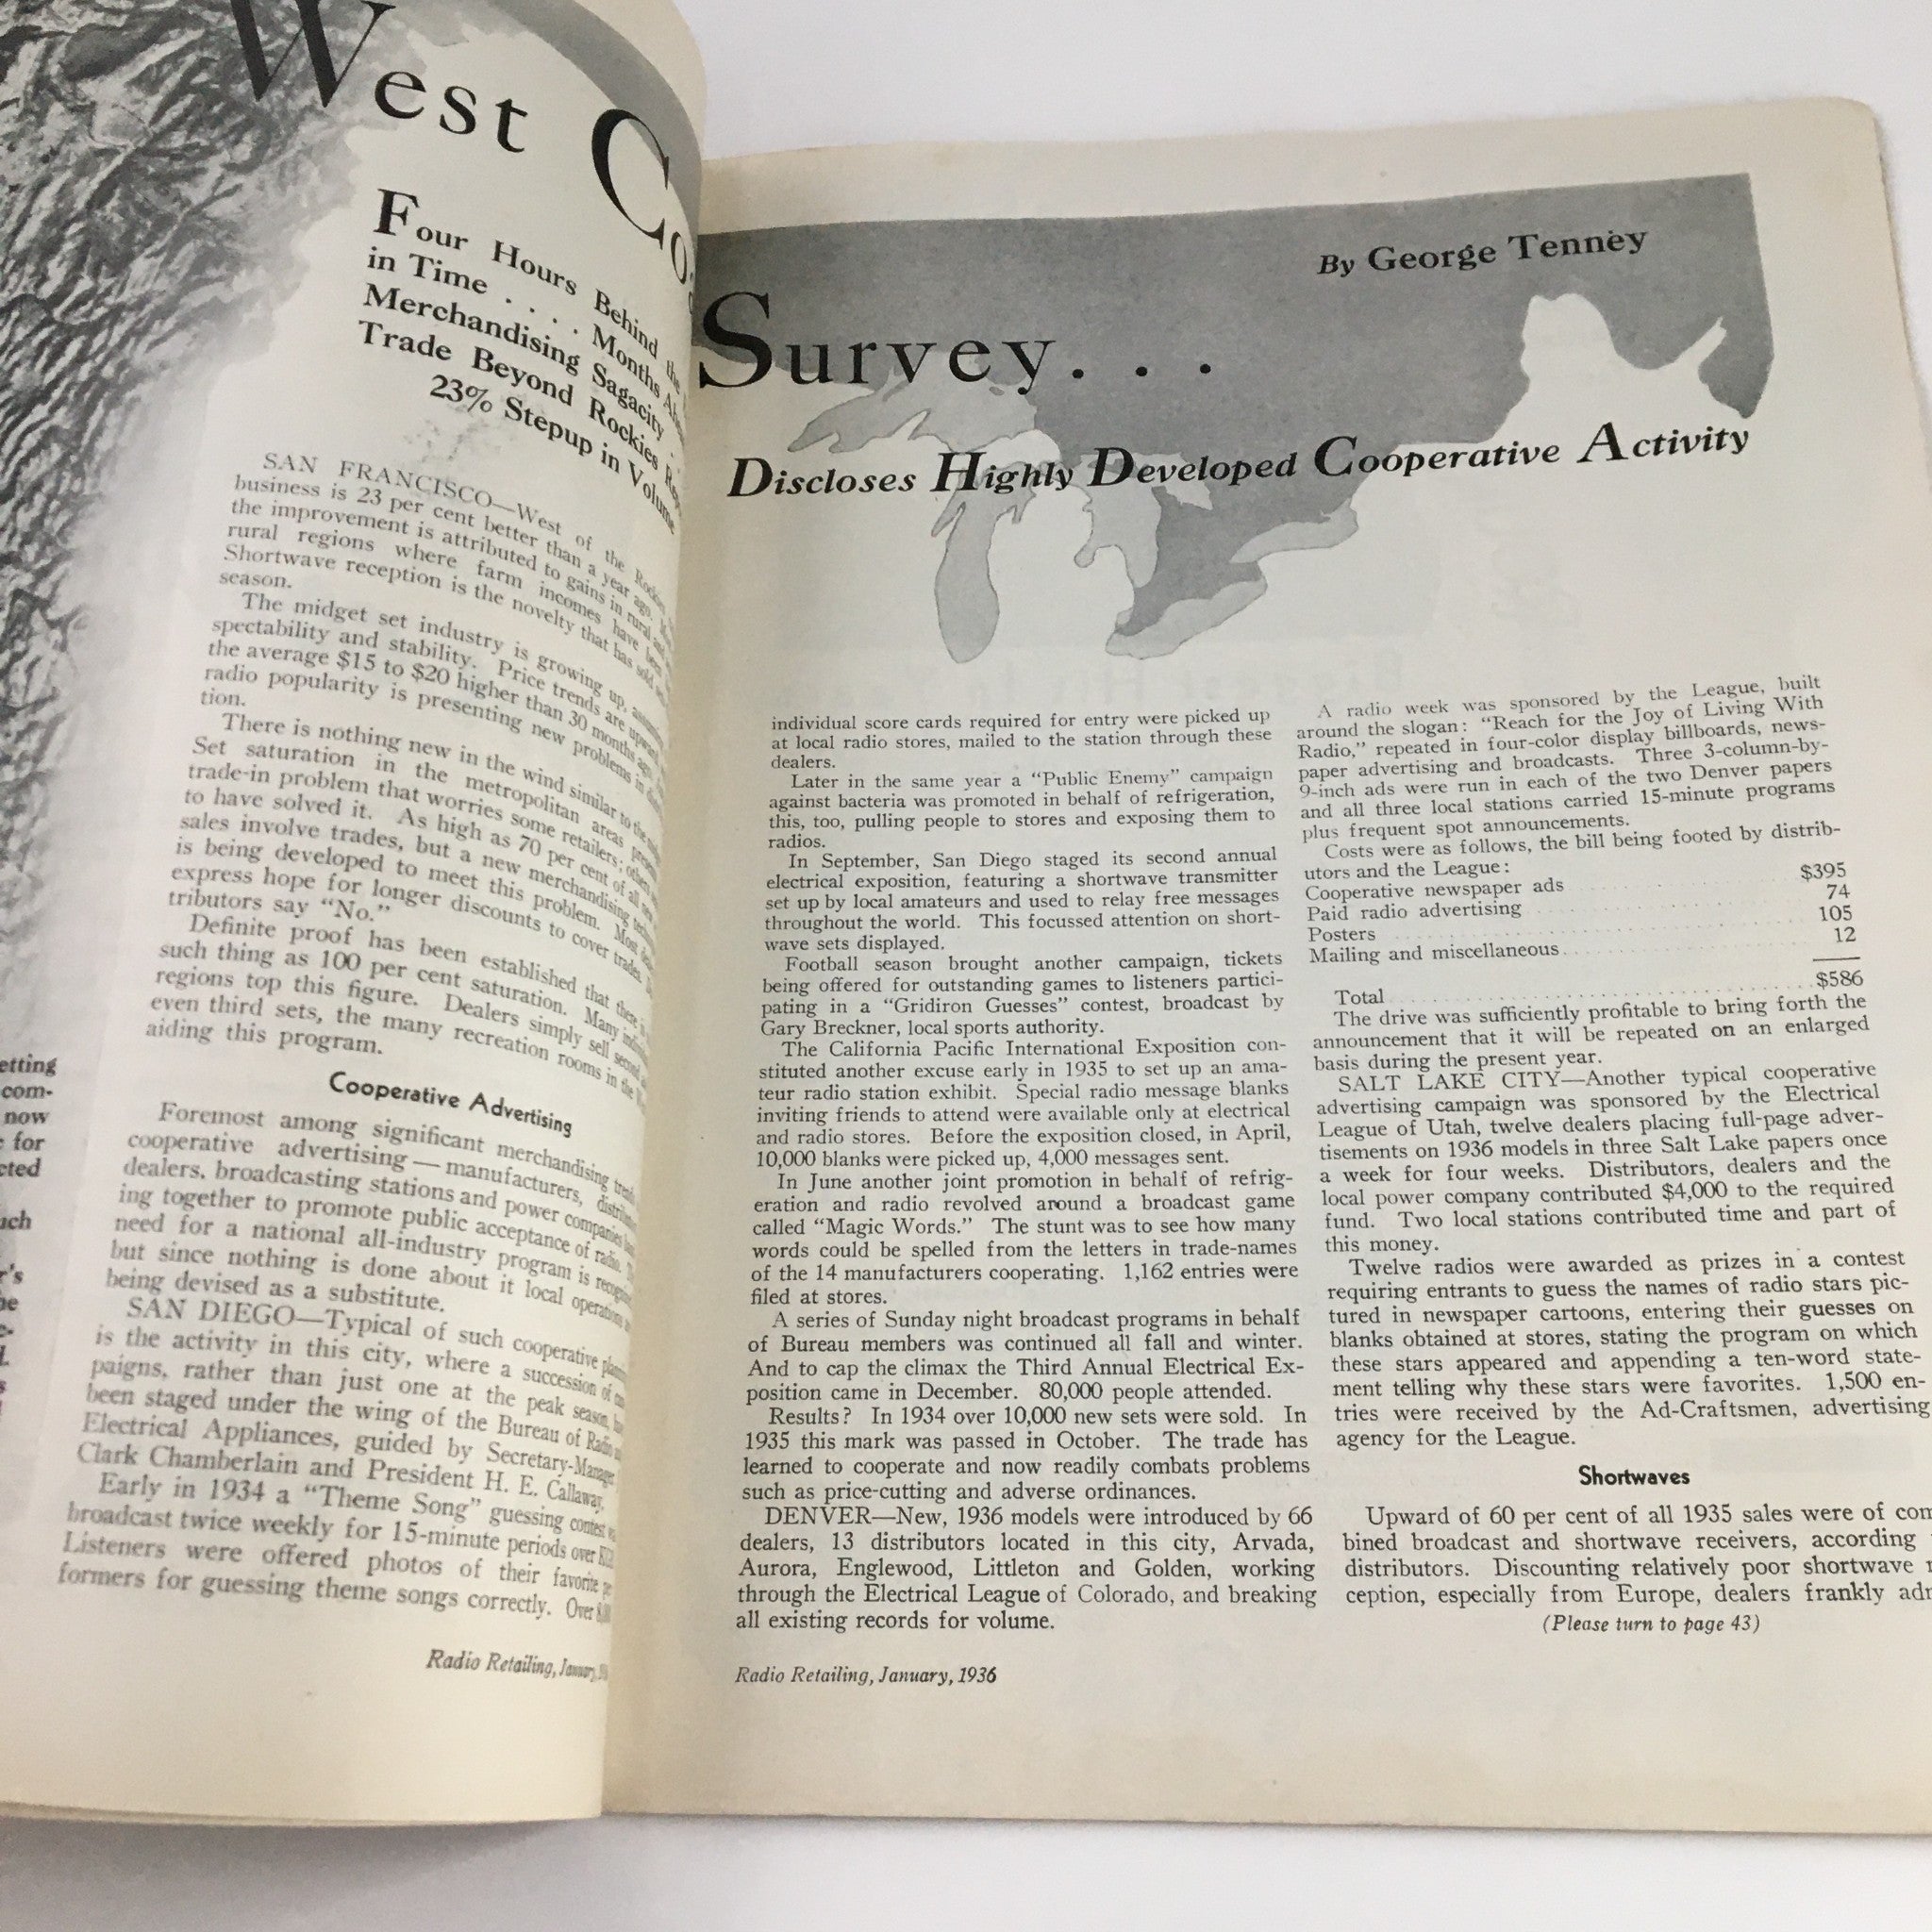 etting
com-
now
for
cted
uch
r's
West Co
Four Hours Behind the
in Time . . . . Months
Merchandising Sagacity
Trade Beyond Rockies
23% Stepup in Volume
SAN FRANCISCO—West of the Rockies
business is 23 per cent better than a year ago.
the improvement is attributed to gains in rural and
rural regions where farm incomes have been
Shortwave reception is the novelty that has sold
season.
The midget set industry is growing up,
spectability and stability. Price trends are upward
the average $15 to $20 higher than 30 months ago.
radio popularity is presenting new problems in
tion.
There is nothing new in the wind similar to the
Set saturation in the metropolitan areas
trade-in problem that worries some retailers; others
to have solved it. As high as 70 per cent of all
sales involve trades, but a new merchandising
is being developed to meet this problem. Most
express hope for longer discounts to cover trades.
tributors say "No."
Definite proof has been established that there
such thing as 100 per cent saturation. Many
regions top this figure. Dealers simply sell second
even third sets, the many recreation rooms in the
aiding this program.
Cooperative Advertising
Foremost among significant merchandising
cooperative advertising—manufacturers,
dealers, broadcasting stations and power companies
ing together to promote public acceptance of radio.
need for a national all-industry program is
but since nothing is done about it local
being devised as a substitute.
SAN DIEGO—Typical of such cooperative
is the activity in this city, where a succession of
paigns, rather than just one at the peak season,
been staged under the wing of the Bureau of Radio
Electrical Appliances, guided by Secretary-Manager
Clark Chamberlain and President H. E. Callaway.
Early in 1934 a "Theme Song" guessing contest
broadcast twice weekly for 15-minute periods over
Listeners were offered photos of their favorite
formers for guessing theme songs correctly. Over
Radio Retailing, January,
By George Tenney
Survey. . .
Discloses Highly Developed Cooperative Activity
individual score cards required for entry were picked up
at local radio stores, mailed to the station through these
dealers.
Later in the same year a "Public Enemy" campaign
against bacteria was promoted in behalf of refrigeration,
this, too, pulling people to stores and exposing them to
radios.
In September, San Diego staged its second annual
electrical exposition, featuring a shortwave transmitter
set up by local amateurs and used to relay free messages
throughout the world. This focussed attention on short-
wave sets displayed.
Football season brought another campaign, tickets
being offered for outstanding games to listeners partici-
pating in a "Gridiron Guesses" contest, broadcast by
Gary Breckner, local sports authority.
The California Pacific International Exposition con-
stituted another excuse early in 1935 to set up an ama-
teur radio station exhibit. Special radio message blanks
inviting friends to attend were available only at electrical
and radio stores. Before the exposition closed, in April,
10,000 blanks were picked up, 4,000 messages sent.
In June another joint promotion in behalf of refrig-
eration and radio revolved around a broadcast game
called "Magic Words." The stunt was to see how many
words could be spelled from the letters in trade-names
of the 14 manufacturers cooperating. 1,162 entries were
filed at stores.
A series of Sunday night broadcast programs in behalf
of Bureau members was continued all fall and winter.
And to cap the climax the Third Annual Electrical Ex-
position came in December. 80,000 people attended.
Results? In 1934 over 10,000 new sets were sold. In
1935 this mark was passed in October. The trade has
learned to cooperate and now readily combats problems
such as price-cutting and adverse ordinances.
DENVER—New, 1936 models were introduced by 66
dealers, 13 distributors located in this city, Arvada,
Aurora, Englewood, Littleton and Golden, working
through the Electrical League of Colorado, and breaking
all existing records for volume.
Radio Retailing, January, 1936
A radio week was sponsored by the League, built
around the slogan: "Reach for the Joy of Living With
Radio," repeated in four-color display billboards, news-
paper advertising and broadcasts. Three 3-column-by-
9-inch ads were run in each of the two Denver papers
and all three local stations carried 15-minute programs
plus frequent spot announcements.
Costs were as follows, the bill being footed by distrib-
utors and the League:
Cooperative newspaper ads $395
Paid radio advertising 74
Posters 105
Mailing and miscellaneous 12
Total $586
The drive was sufficiently profitable to bring forth the
announcement that it will be repeated on an enlarged
basis during the present year.
SALT LAKE CITY—Another typical cooperative
advertising campaign was sponsored by the Electrical
League of Utah, twelve dealers placing full-page adver-
tisements on 1936 models in three Salt Lake papers once
a week for four weeks. Distributors, dealers and the
local power company contributed $4,000 to the required
fund. Two local stations contributed time and part of
this money.
Twelve radios were awarded as prizes in a contest
requiring entrants to guess the names of radio stars pic-
tured in newspaper cartoons, entering their guesses on
blanks obtained at stores, stating the program on which
these stars appeared and appending a ten-word state-
ment telling why these stars were favorites. 1,500 en-
tries were received by the Ad-Craftsmen, advertising
agency for the League.
Shortwaves
Upward of 60 per cent of all 1935 sales were of com
bined broadcast and shortwave receivers, according
distributors. Discounting relatively poor shortwave r
ception, especially from Europe, dealers frankly adm
(Please turn to page 43)